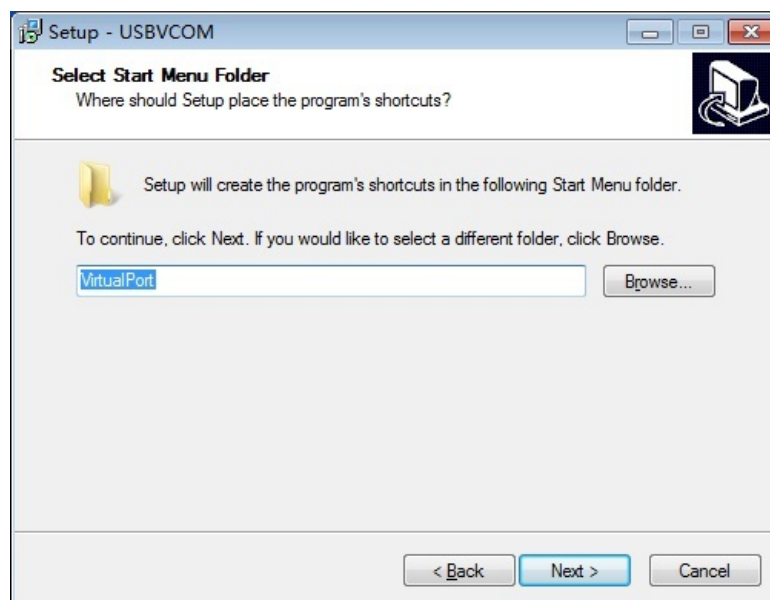 Setup - USBVCOM
Select Start Menu Folder
Where should Setup place the program's shortcuts?
Setup will create the program's shortcuts in the following Start Menu folder.
To continue, click Next. If you would like to select a different folder, click Browse.
VirtualPort
Browse...
< Back
Next >
Cancel